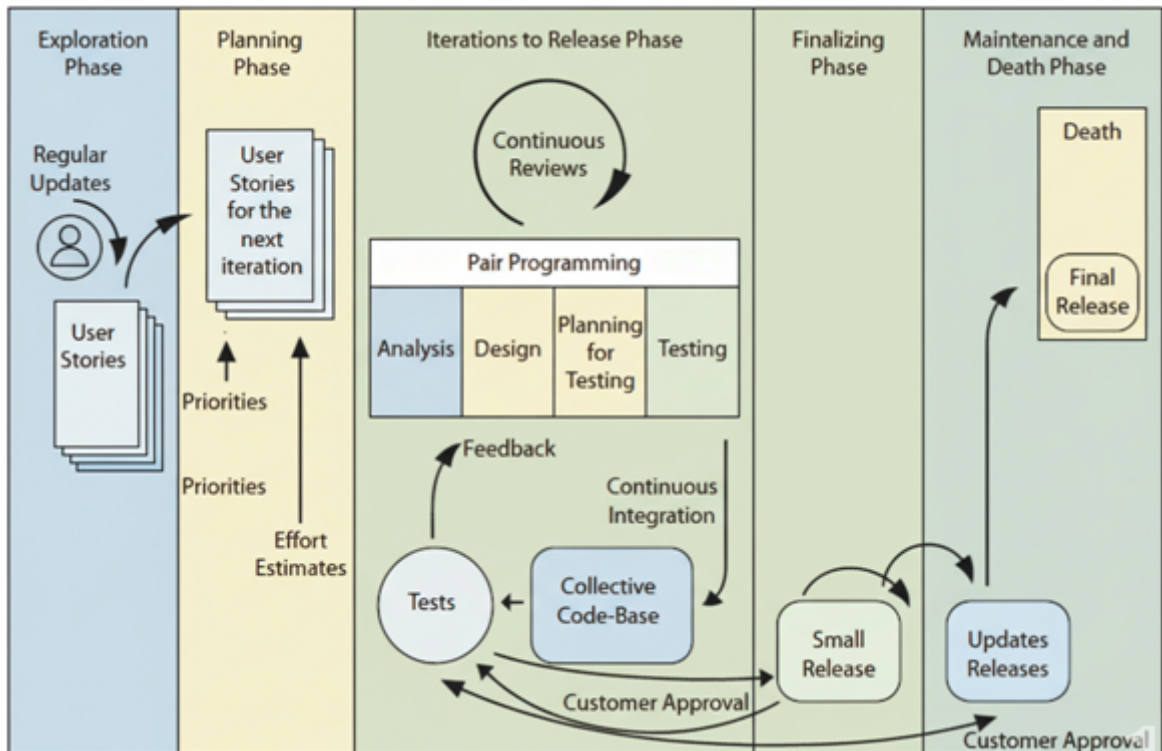 Exploration
Phase
Planning
Phase
Iterations to Release Phase
Finalizing
Phase
Maintenance and
Death Phase
Regular
Updates
User
Stories
User
Stories
for the
next
iteration
Priorities
Priorities
Effort
Estimates
Continuous
Reviews
Pair Programming
Analysis
Design
Planning
for
Testing
Testing
Feedback
Continuous
Integration
Tests
Collective
Code-Base
Customer Approval
Small
Release
Updates
Releases
Death
Final
Release
Customer Approval